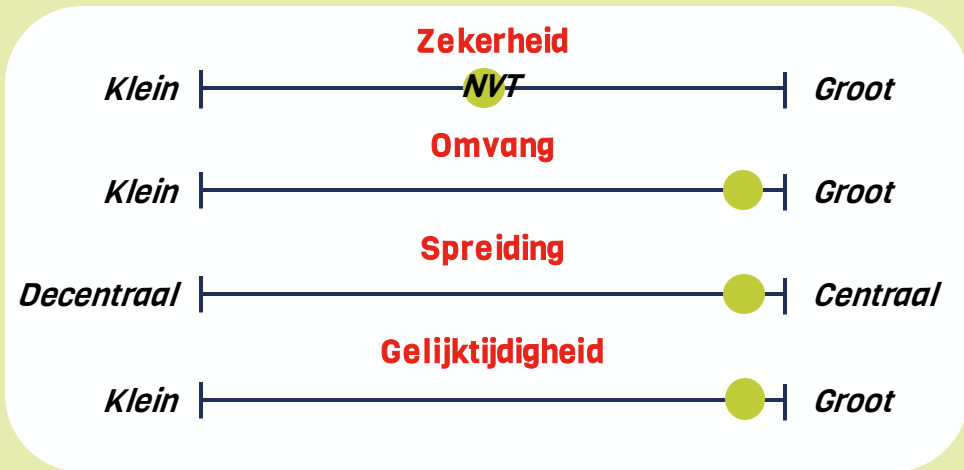 Zekerheid
Klein NVT Groot
Omvang
Klein Groot
Spreiding
Decentraal Centraal
Gelijktijdigheid
Klein Groot